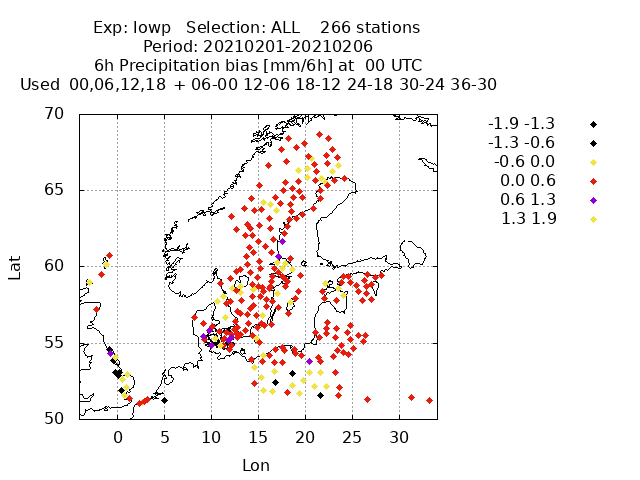 Exp: lowp Selection: ALL 266 stations
Period: 20210201-20210206
6h Precipitation bias [mm/6h] at 00 UTC
Used 00,06,12,18 + 06-00 12-06 18-12 24-18 30-24 36-30
-1.9 -1.3
-1.3 -0.6
-0.6 0.0
0.0 0.6
0.6 1.3
1.3 1.9
70
65
60
55
50
Lat
0 5 10 15 20 25 30
Lon